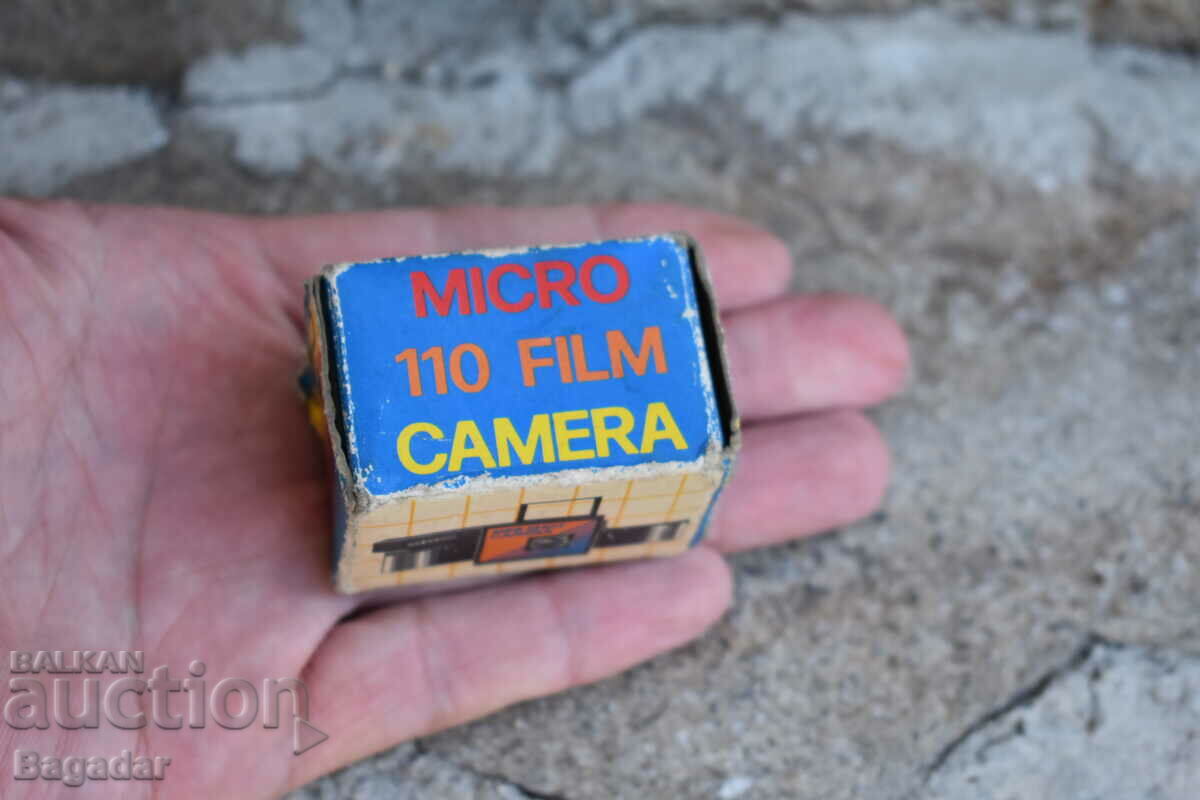 MICRO
110 FILM
CAMERA
BALKAN
auction
Bagadar